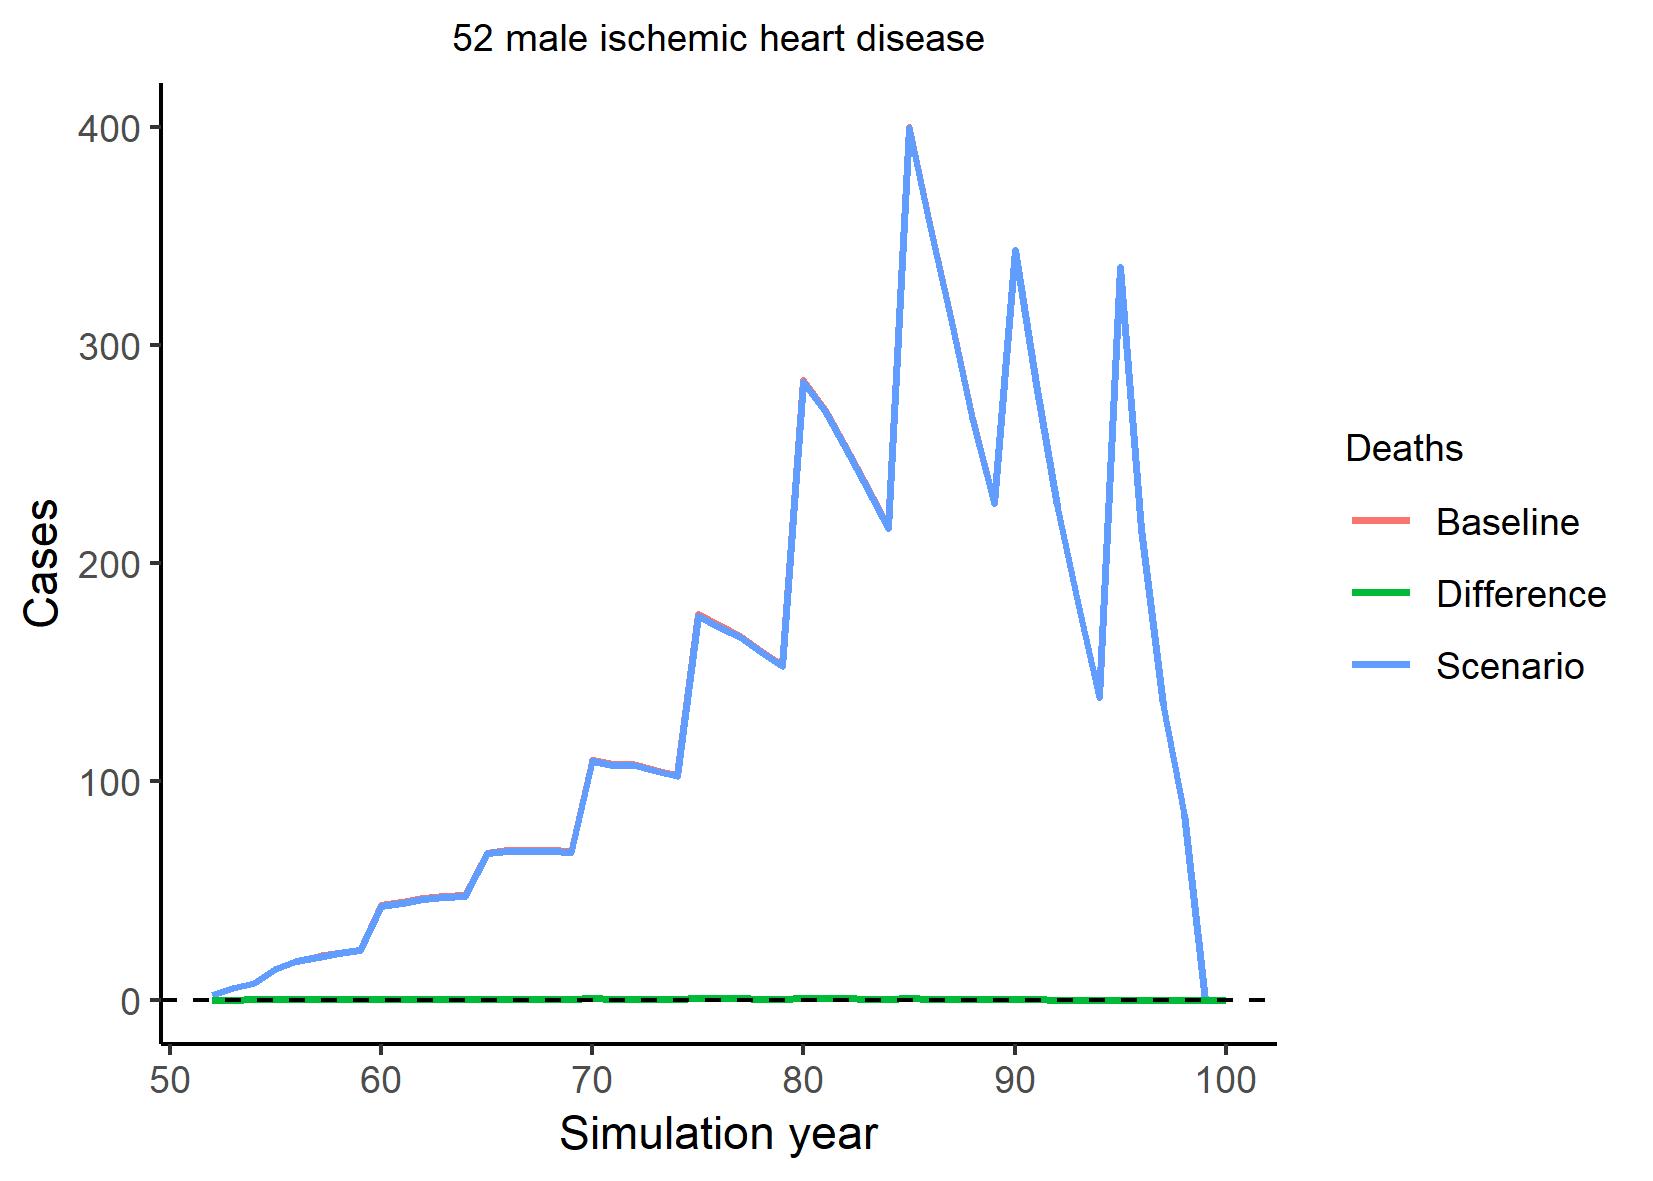 52 male ischemic heart disease
400
300
200
100
0
Cases
50 60 70 80 90 100
Simulation year
Deaths
Baseline
Difference
Scenario